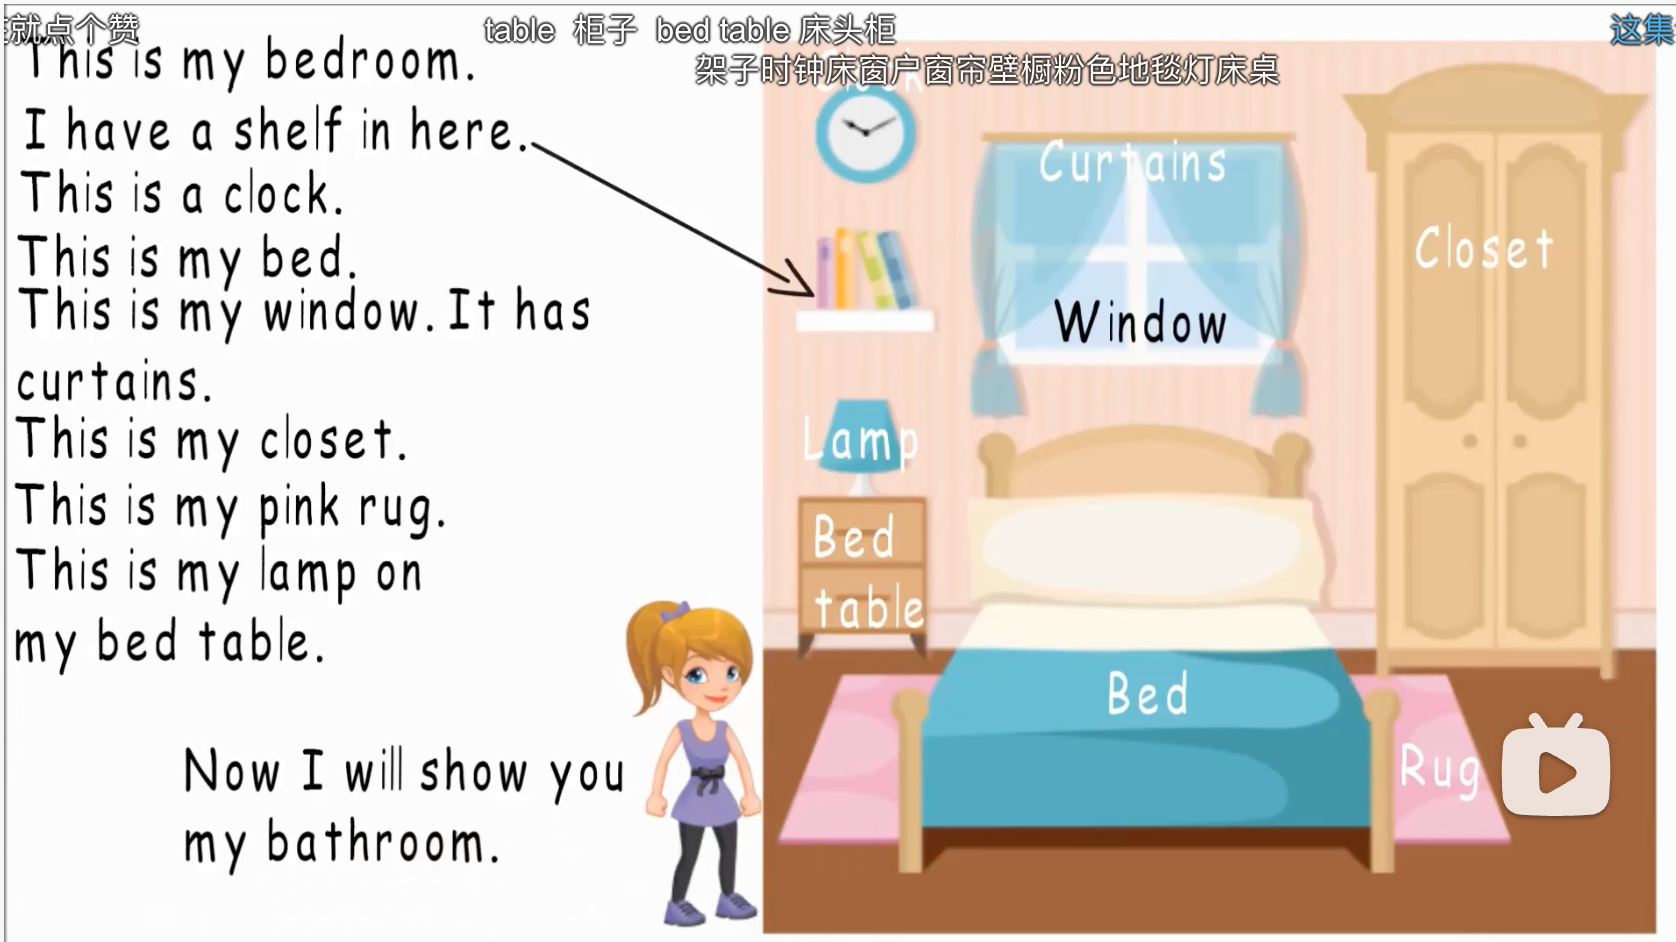 就点个赞
table 柜子 bed table 床头柜
这集
架子时钟床窗户窗帘壁橱粉色地毯灯床桌
This is my bedroom.
I have a shelf in here.
This is a clock.
This is my bed.
This is my window. It has
curtains.
This is my closet.
This is my pink rug.
This is my lamp on
my bed table.
Now I will show you
my bathroom.
Clock
Curtains
Window
Closet
Lamp
Bed
table
Bed
Rug